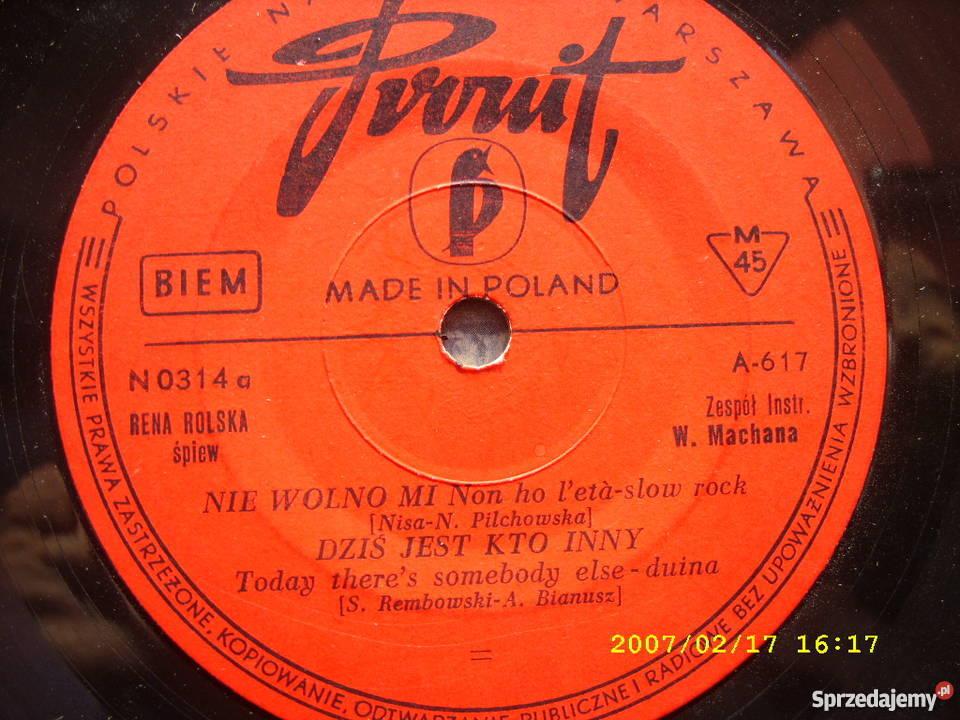 POLSKIE NA ARSZAWA
Pronit
BIEM
MADE IN POLAND
M
45
N0314a
A-617
RENA ROLSKA
śpiew
Zespół Instr.
W. Machana
NIE WOLNO MI Non ho l'età-slow rock
[Nisa-N. Pilchowska]
DZIŚ JEST KTO INNY
Today there's somebody else-duina
[S. Rembowski-A. Bianusz]
WSZYSTKIE PRAWA ZASTRZEŻONE, KOPIOWANIE, ODTWARZANIE PUBLICZNE I RADIOWE BEZ UPOWAŻNIENIA WZBRONIONE
2007/02/17 16:17
Sprzedajemy.pl